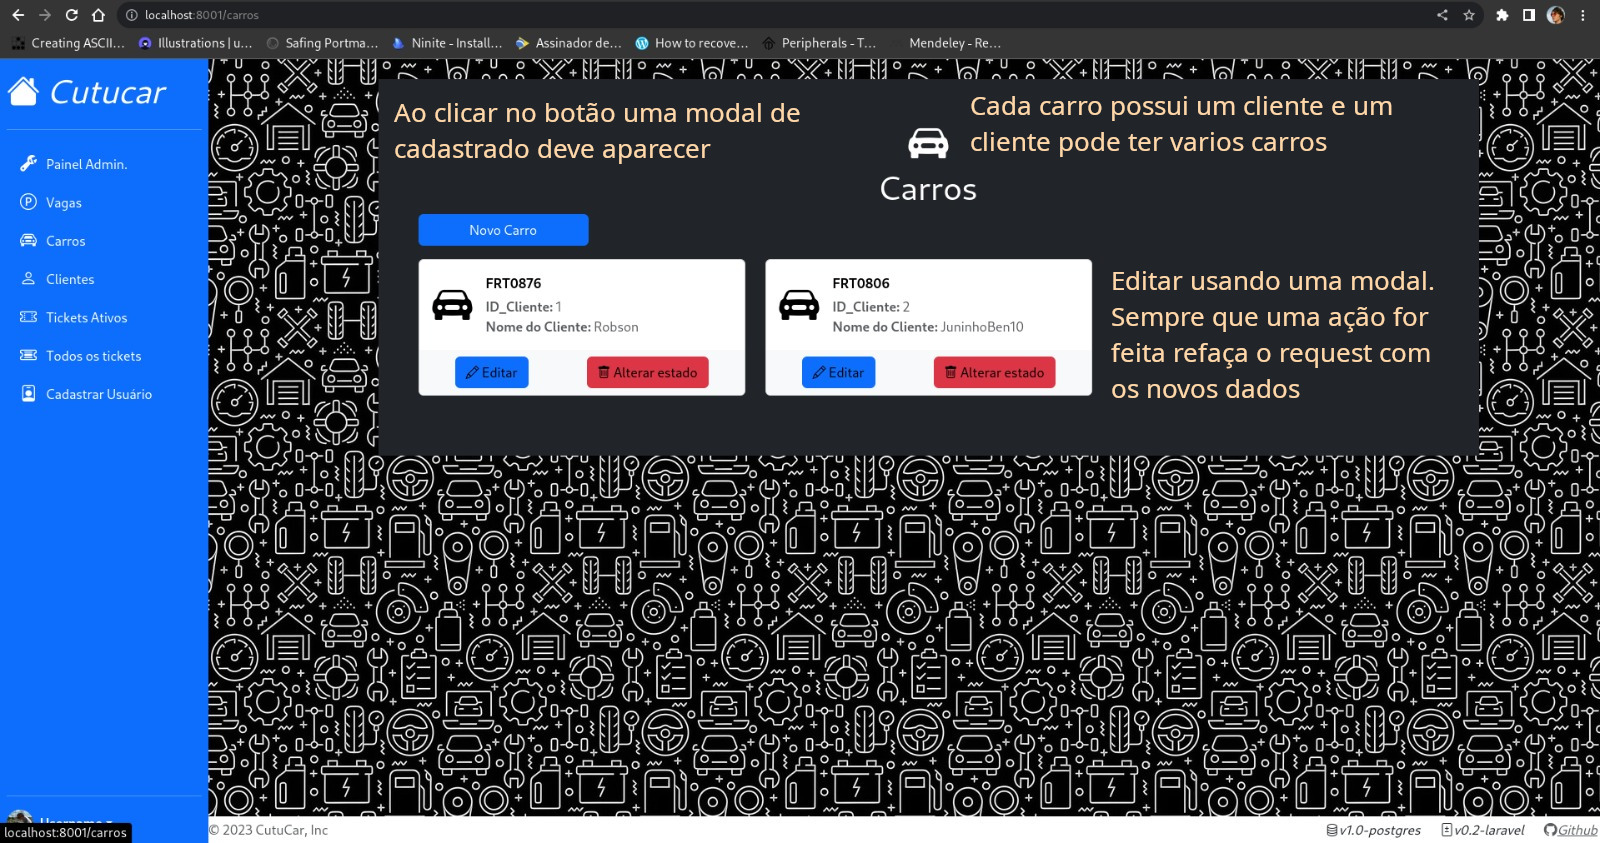 localhost:8001/carros
Creating ASCII...
Illustrations | u...
Safing Portma...
Ninite - Install...
Assinador de...
How to recove...
Peripherals - T...
Mendeley - Re...
Cutucar
Painel Admin.
Vagas
Carros
Clientes
Tickets Ativos
Todos os tickets
Cadastrar Usuário
Ao clicar no botão uma modal de
cadastrado deve aparecer
Cada carro possui um cliente e um
cliente pode ter varios carros
Carros
Novo Carro
FRT0876
ID_Cliente: 1
Nome do Cliente: Robson
Editar
Alterar estado
FRT0806
ID_Cliente: 2
Nome do Cliente: JuninhoBen10
Editar
Alterar estado
Editar usando uma modal.
Sempre que uma ação for
feita refaça o request com
os novos dados
localhost:8001/carros
© 2023 CutuCar, Inc
v1.0-postgres
v0.2-laravel
Github